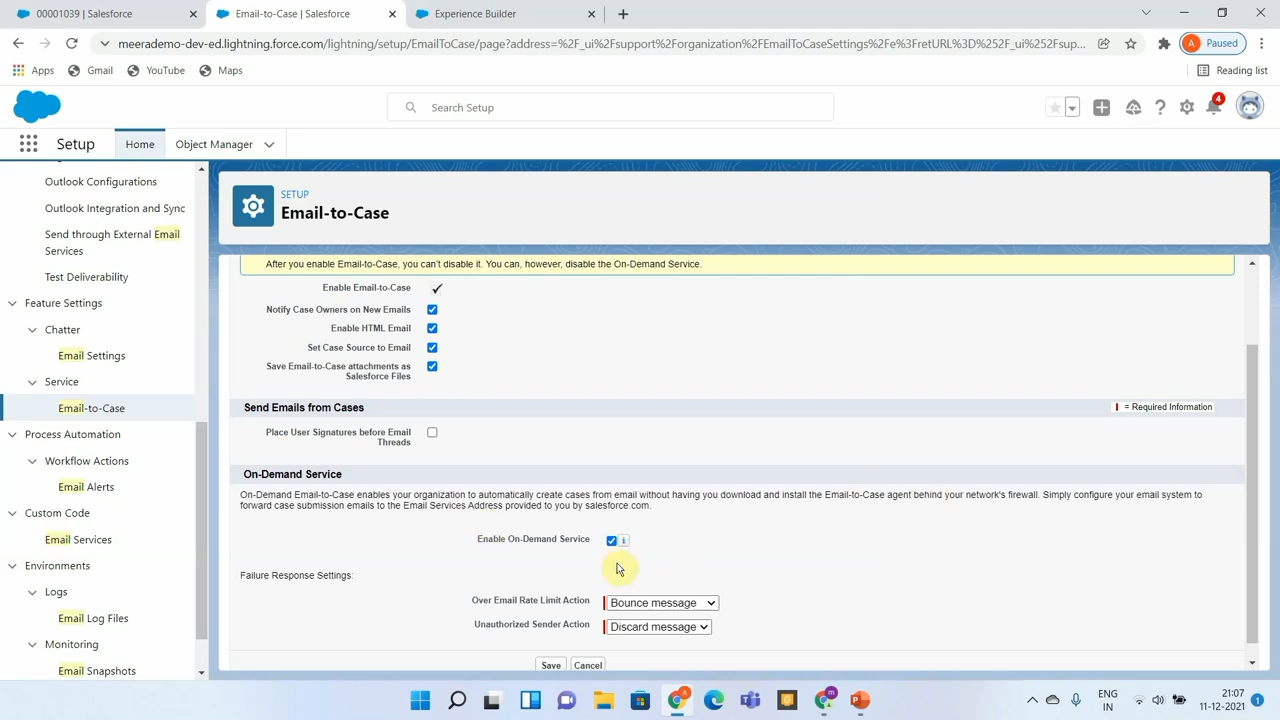 00001039 | Salesforce
Email-to-Case | Salesforce
Experience Builder
meerademo-dev-ed.lightning.force.com/lightning/setup/EmailToCase/page?address=%2F_ui%2Fsupport%2Forganization%2FEmailToCaseSettings%2Fe%3FretURL%3D%252F_ui%252Fsup...
A Paused
Apps
Gmail
YouTube
Maps
Reading list
Search Setup
4
Setup
Home
Object Manager
Outlook Configurations
Outlook Integration and Sync
Send through External Email
Services
Test Deliverability
Feature Settings
Chatter
Email Settings
Service
Email-to-Case
Process Automation
Workflow Actions
Email Alerts
Custom Code
Email Services
Environments
Logs
Email Log Files
Monitoring
Email Snapshots
SETUP
Email-to-Case
After you enable Email-to-Case, you can't disable it. You can, however, disable the On-Demand Service.
Enable Email-to-Case
Notify Case Owners on New Emails
Enable HTML Email
Set Case Source to Email
Save Email-to-Case attachments as
Salesforce Files
Send Emails from Cases
= Required Information
Place User Signatures before Email
Threads
On-Demand Service
On-Demand Email-to-Case enables your organization to automatically create cases from email without having you download and install the Email-to-Case agent behind your network's firewall. Simply configure your email system to
forward case submission emails to the Email Services Address provided to you by salesforce.com.
Enable On-Demand Service
i
Failure Response Settings:
Over Email Rate Limit Action
Bounce message
Unauthorized Sender Action
Discard message
Save
Cancel
ENG
IN
21:07
11-12-2021
1